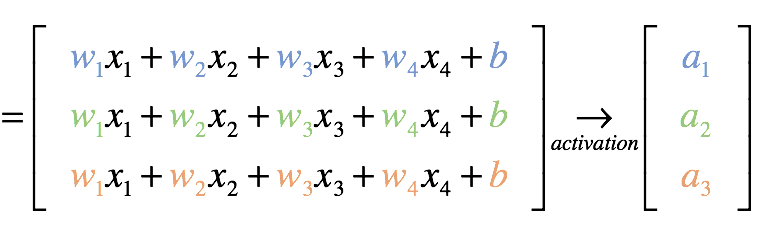 = [ w₁x₁ + w₂x₂ + w₃x₃ + w₄x₄ + b
w₁x₁ + w₂x₂ + w₃x₃ + w₄x₄ + b
w₁x₁ + w₂x₂ + w₃x₃ + w₄x₄ + b ]
→
activation
[ a₁
a₂
a₃ ]